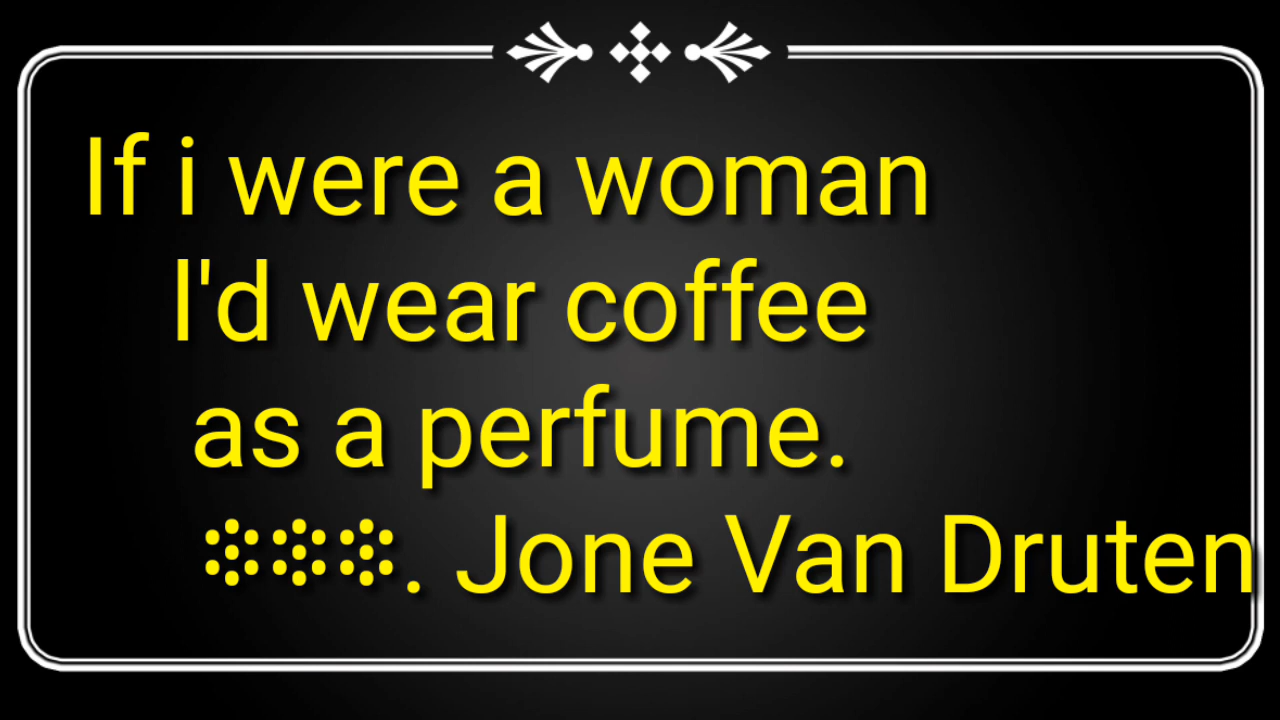 If i were a woman
I'd wear coffee
as a perfume.
፨፨፨. Jone Van Druten